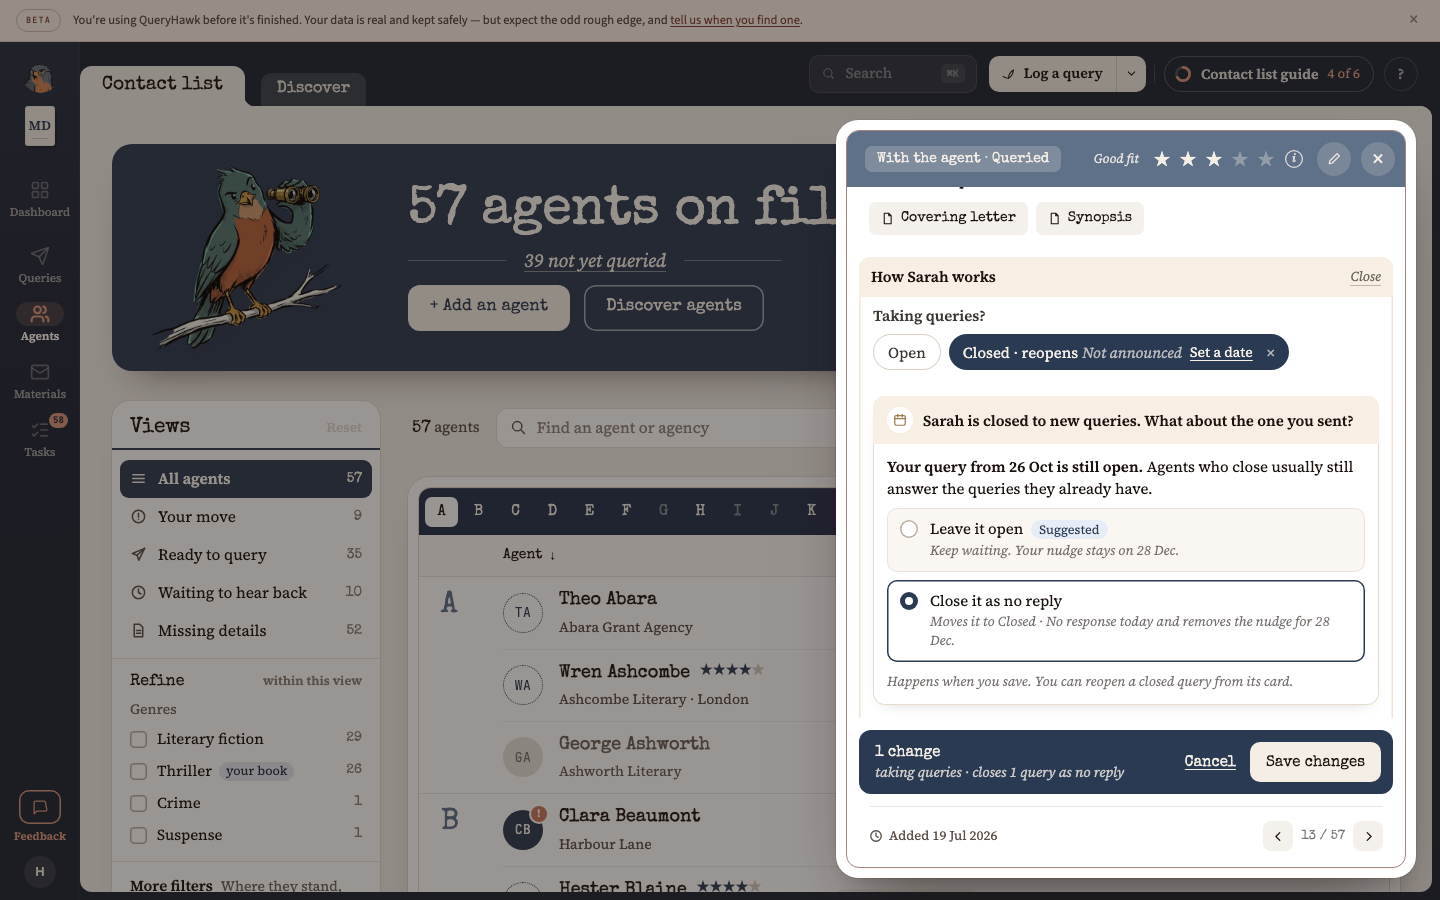 BETA You're using QueryHawk before it's finished. Your data is real and kept safely — but expect the odd rough edge, and tell us when you find one. ×
MD
Dashboard
Queries
Agents
Materials
58
Tasks
Feedback
H
Contact list
Discover
Search ⌘K
Log a query
Contact list guide 4 of 6
?
57 agents on fil
39 not yet queried
+ Add an agent
Discover agents
Views Reset
All agents 57
Your move 9
Ready to query 35
Waiting to hear back 10
Missing details 52
Refine within this view
Genres
Literary fiction 29
Thriller your book 26
Crime 1
Suspense 1
More filters Where they stand,
57 agents
Find an agent or agency
A B C D E F G H I J K
Agent ↓
A
TA
Theo Abara
Abara Grant Agency
WA
Wren Ashcombe ★★★★★
Ashcombe Literary · London
GA
George Ashworth
Ashworth Literary
B
CB
!
Clara Beaumont
Harbour Lane
Hester Blaine ★★★★★
With the agent · Queried
Good fit ★★★★★ i ×
Covering letter
Synopsis
How Sarah works Close
Taking queries?
Open
Closed · reopens Not announced Set a date ×
Sarah is closed to new queries. What about the one you sent?
Your query from 26 Oct is still open. Agents who close usually still
answer the queries they already have.
Leave it open Suggested
Keep waiting. Your nudge stays on 28 Dec.
Close it as no reply
Moves it to Closed · No response today and removes the nudge for 28
Dec.
Happens when you save. You can reopen a closed query from its card.
1 change
taking queries · closes 1 query as no reply
Cancel
Save changes
Added 19 Jul 2026
13 / 57